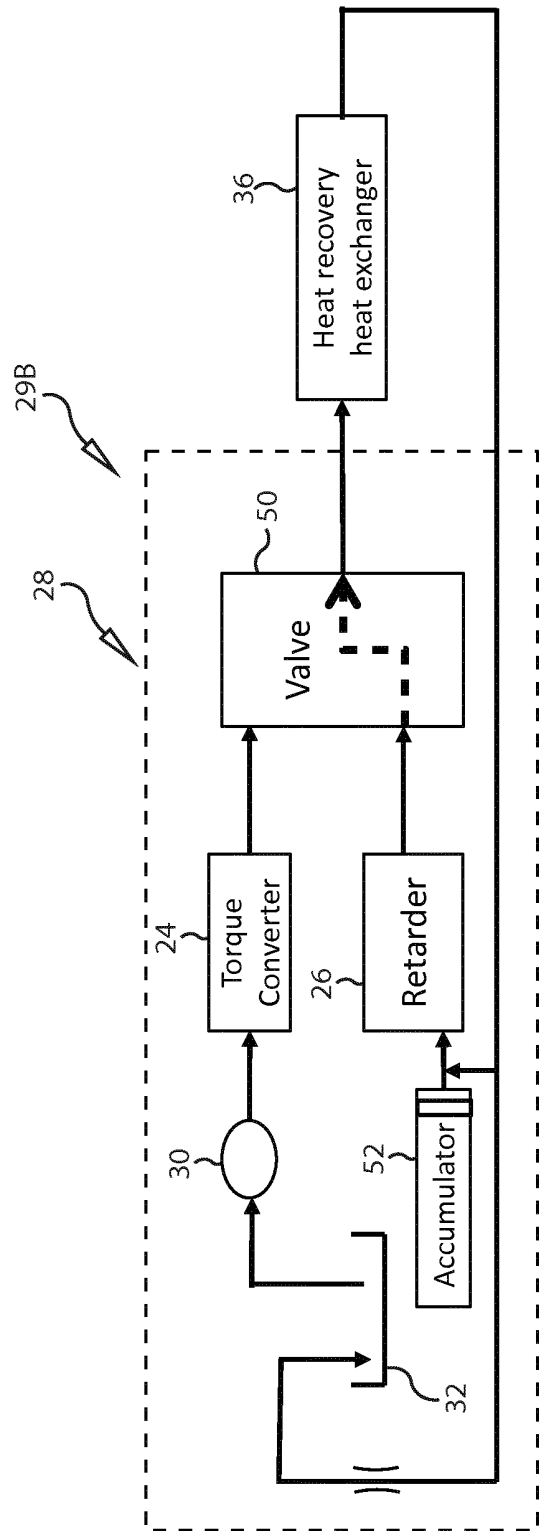 29B
28
36
Heat recovery
heat exchanger
50
Valve
24
Torque
Converter
26
Retarder
30
52
Accumulator
32